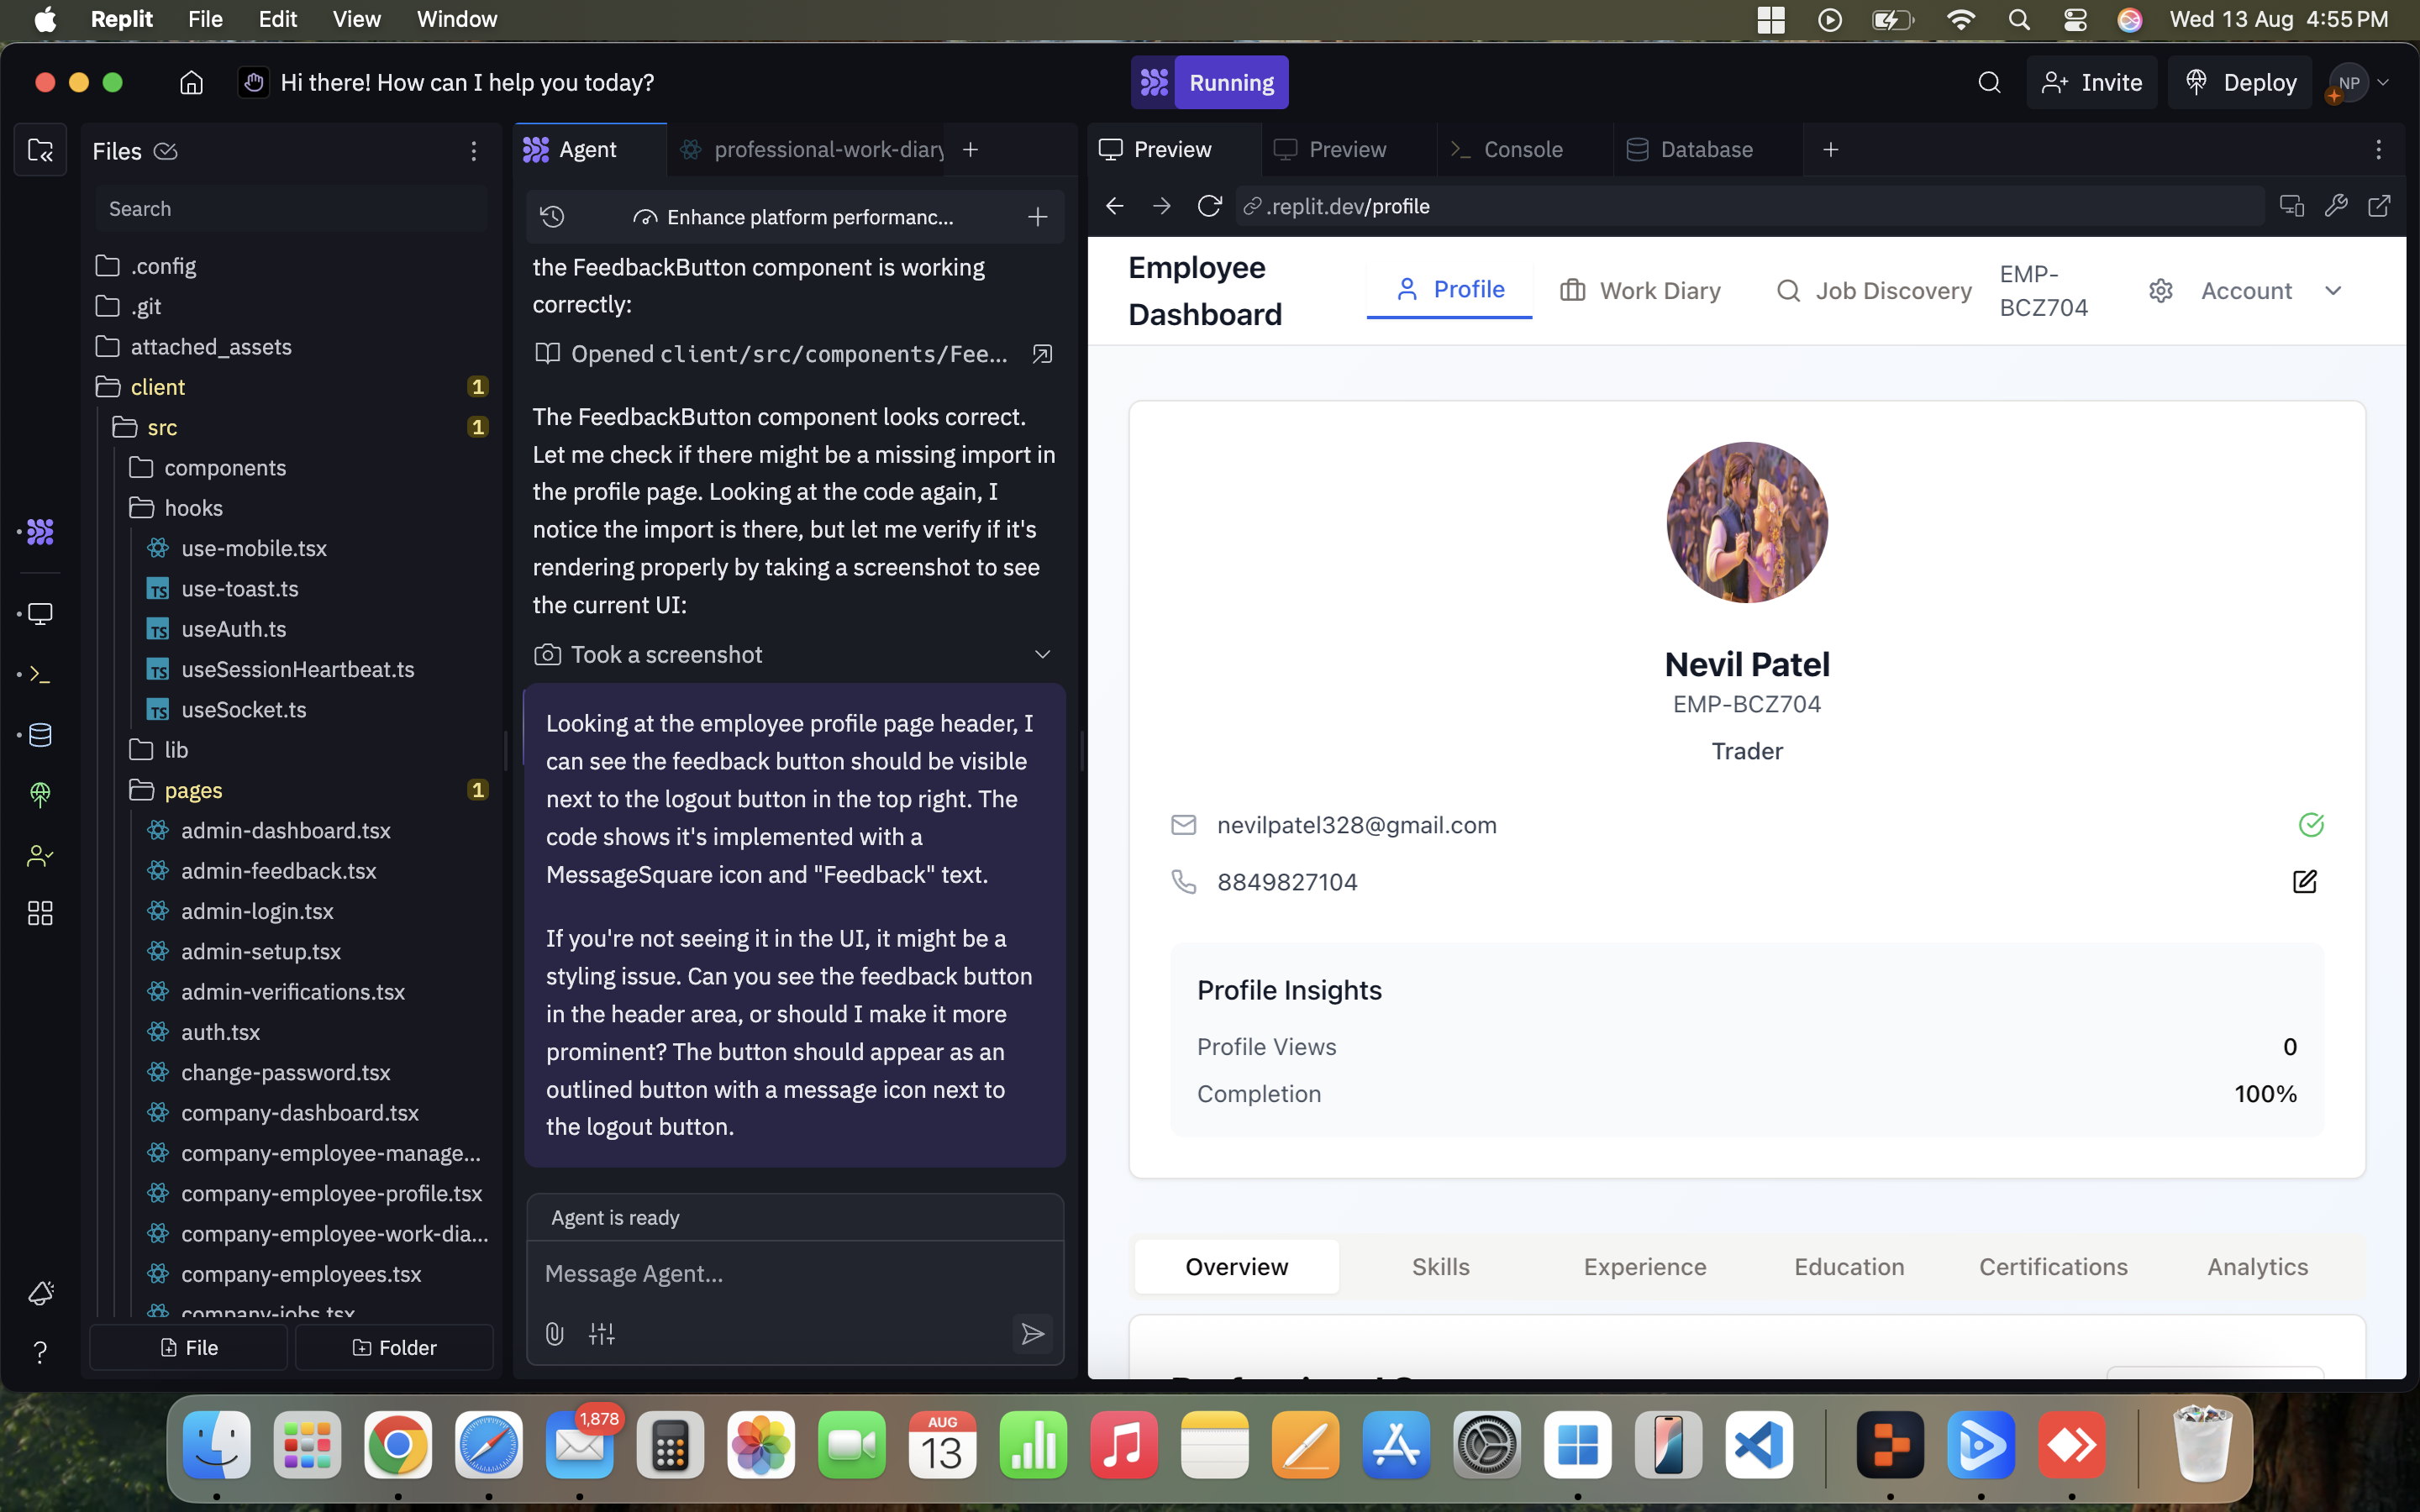 Replit File Edit View Window
Wed 13 Aug 4:55 PM
Hi there! How can I help you today?
Running
Invite
Deploy
NP
Files
Search
.config
.git
attached_assets
client 1
src 1
components
hooks
use-mobile.tsx
use-toast.ts
useAuth.ts
useSessionHeartbeat.ts
useSocket.ts
lib
pages 1
admin-dashboard.tsx
admin-feedback.tsx
admin-login.tsx
admin-setup.tsx
admin-verifications.tsx
auth.tsx
change-password.tsx
company-dashboard.tsx
company-employee-manage...
company-employee-profile.tsx
company-employee-work-dia...
company-employees.tsx
company-jobs.tsx
File
Folder
Agent
professional-work-diary
Enhance platform performanc...
the FeedbackButton component is working
correctly:
Opened client/src/components/Fee...
The FeedbackButton component looks correct.
Let me check if there might be a missing import in
the profile page. Looking at the code again, I
notice the import is there, but let me verify if it's
rendering properly by taking a screenshot to see
the current UI:
Took a screenshot
Looking at the employee profile page header, I
can see the feedback button should be visible
next to the logout button in the top right. The
code shows it's implemented with a
MessageSquare icon and "Feedback" text.
If you're not seeing it in the UI, it might be a
styling issue. Can you see the feedback button
in the header area, or should I make it more
prominent? The button should appear as an
outlined button with a message icon next to
the logout button.
Agent is ready
Message Agent...
Preview
Preview
Console
Database
.replit.dev/profile
Employee
Dashboard
Profile
Work Diary
Job Discovery
EMP-
BCZ704
Account
Nevil Patel
EMP-BCZ704
Trader
nevilpatel328@gmail.com
8849827104
Profile Insights
Profile Views 0
Completion 100%
Overview
Skills
Experience
Education
Certifications
Analytics
1,878
AUG
13